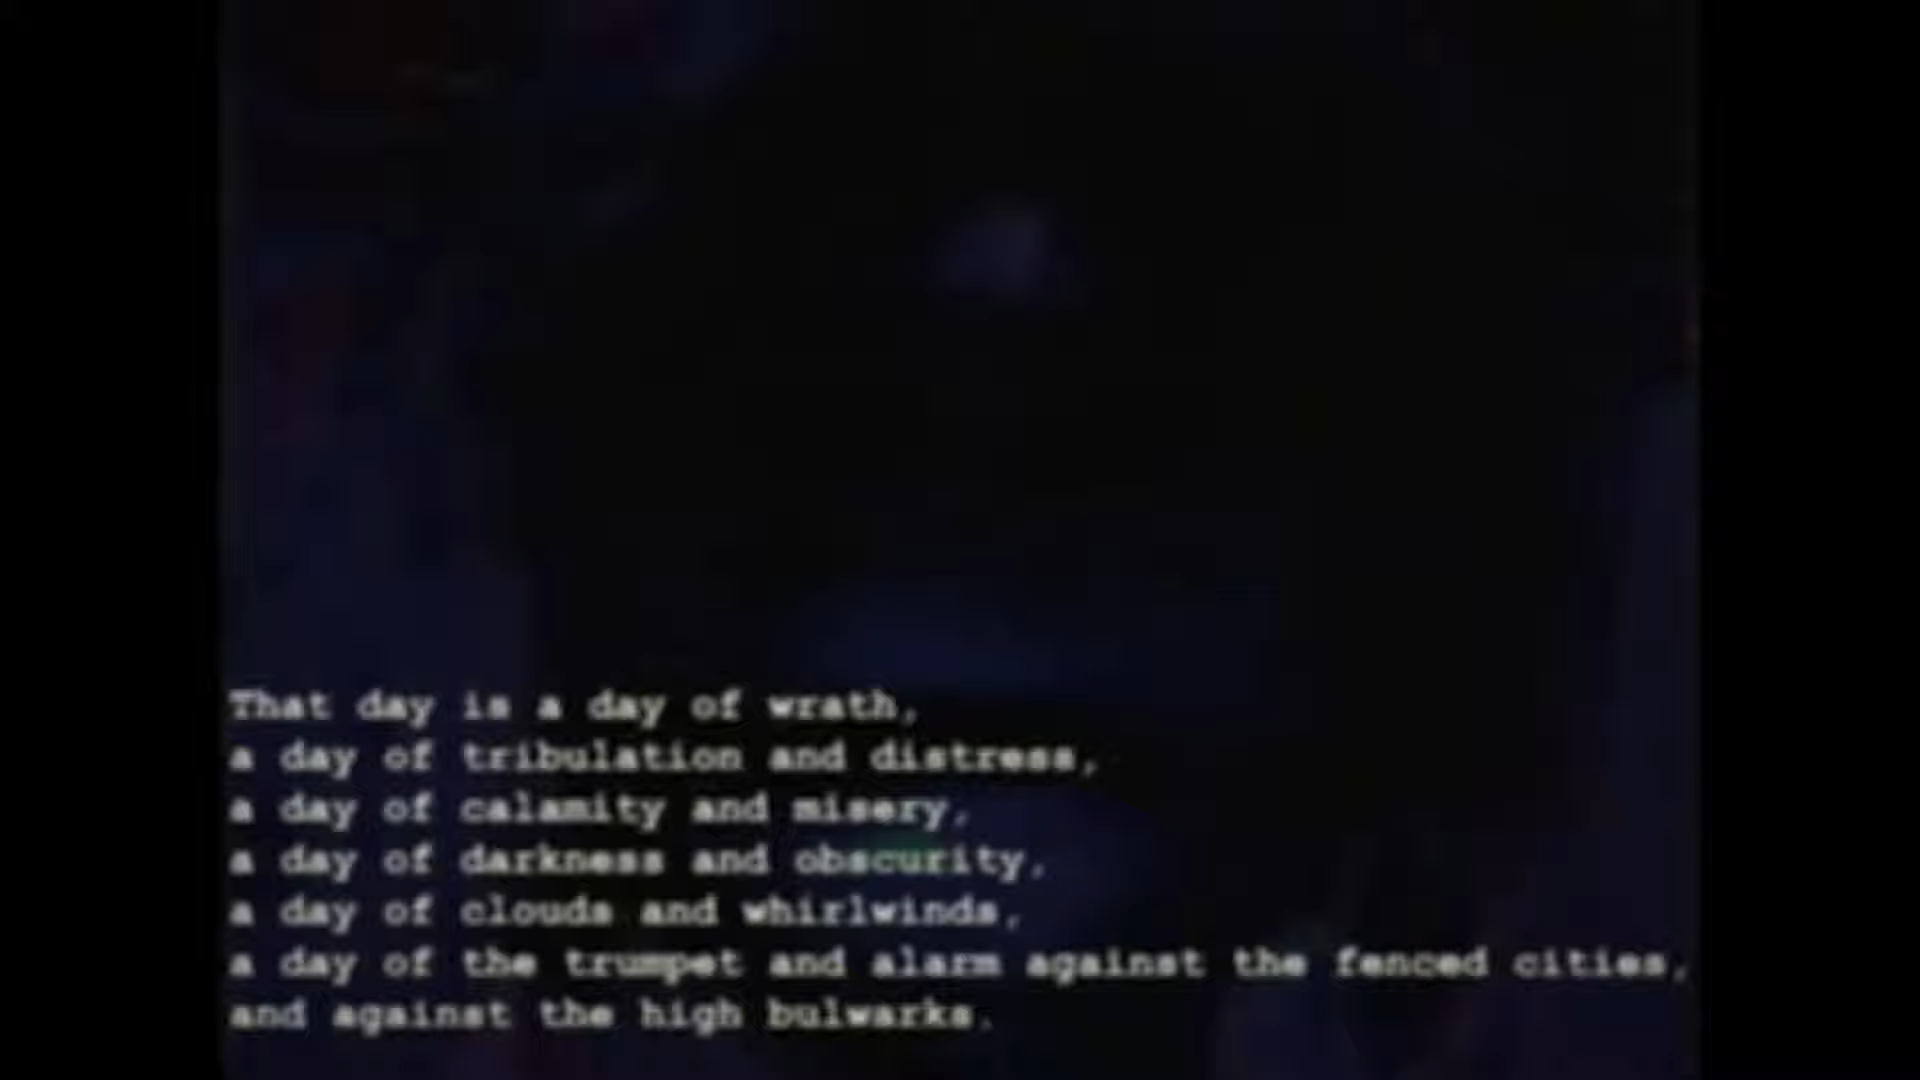 That day is a day of wrath,
a day of tribulation and distress,
a day of calamity and misery,
a day of darkness and obscurity,
a day of clouds and whirlwinds,
a day of the trumpet and alarm against the fenced cities,
and against the high bulwarks.